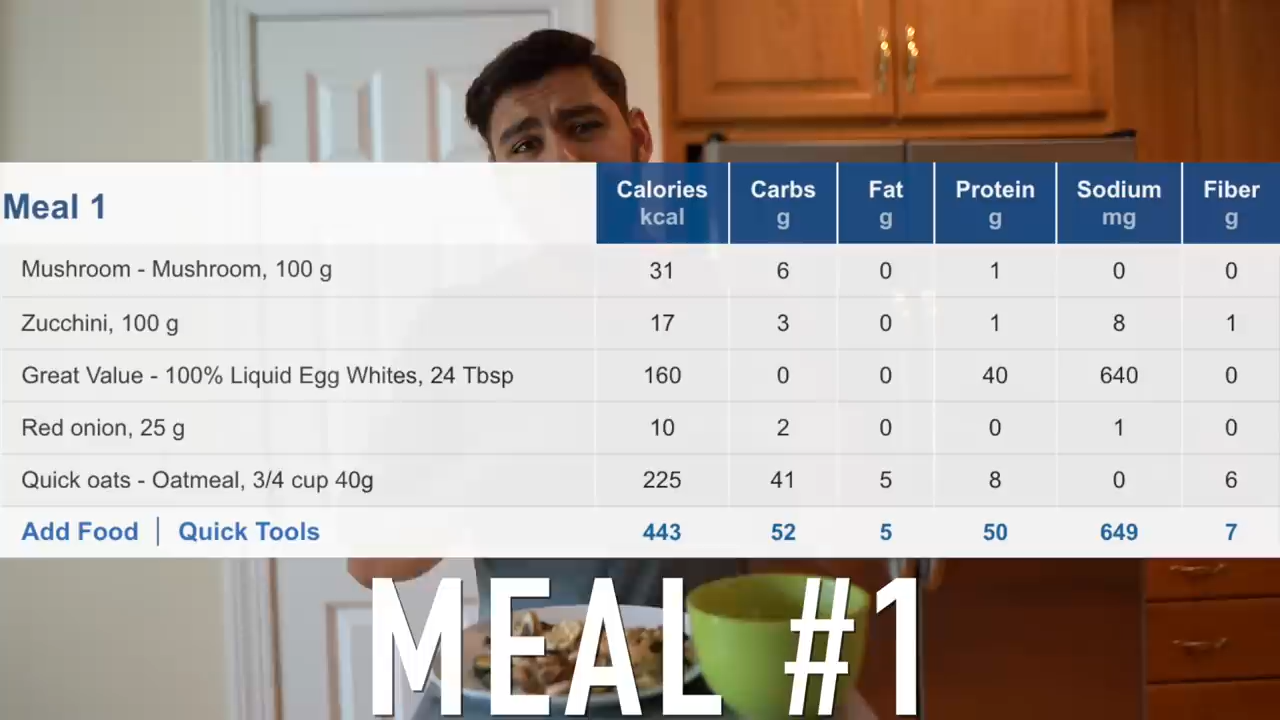 Meal 1 Calories Carbs Fat Protein Sodium Fiber
kcal g g g mg g
Mushroom - Mushroom, 100 g 31 6 0 1 0 0
Zucchini, 100 g 17 3 0 1 8 1
Great Value - 100% Liquid Egg Whites, 24 Tbsp 160 0 0 40 640 0
Red onion, 25 g 10 2 0 0 1 0
Quick oats - Oatmeal, 3/4 cup 40g 225 41 5 8 0 6
Add Food | Quick Tools 443 52 5 50 649 7
MEAL #1